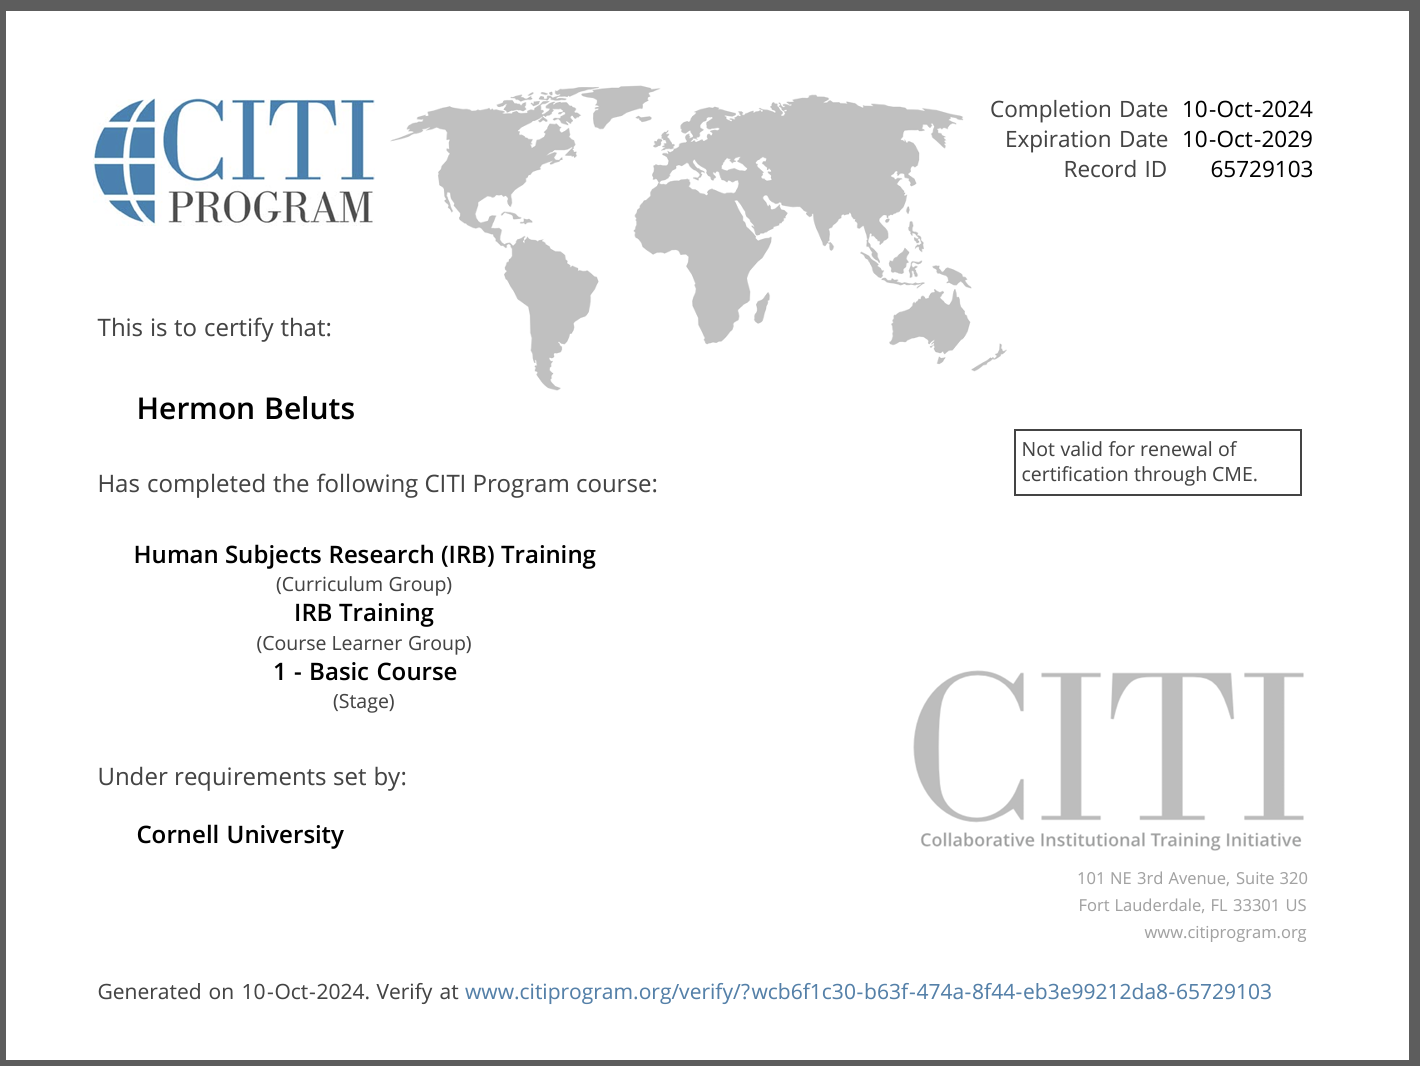 CITI
PROGRAM
Completion Date 10-Oct-2024
Expiration Date 10-Oct-2029
Record ID 65729103
This is to certify that:
Hermon Beluts
Has completed the following CITI Program course:
Not valid for renewal of
certification through CME.
Human Subjects Research (IRB) Training
(Curriculum Group)
IRB Training
(Course Learner Group)
1 - Basic Course
(Stage)
Under requirements set by:
Cornell University
CITI
Collaborative Institutional Training Initiative
101 NE 3rd Avenue, Suite 320
Fort Lauderdale, FL 33301 US
www.citiprogram.org
Generated on 10-Oct-2024. Verify at www.citiprogram.org/verify/?wcb6f1c30-b63f-474a-8f44-eb3e99212da8-65729103